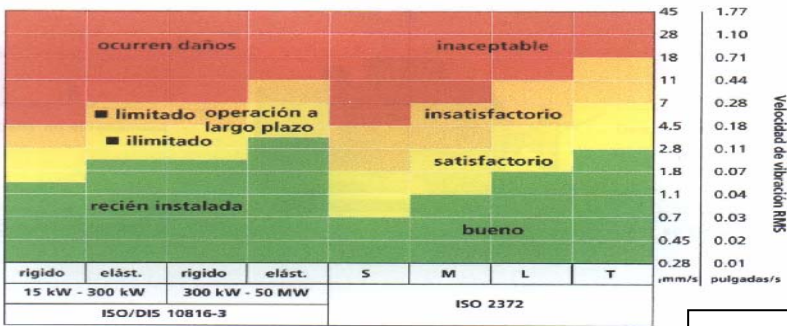 ocurren daños
inaceptable
■ limitado operación a
largo plazo
■ ilimitado
insatisfactorio
satisfactorio
recién instalada
bueno
45 1.77
28 1.10
18 0.71
11 0.44
7 0.28
4.5 0.18
2.8 0.11
1.8 0.07
1.1 0.04
0.7 0.03
0.45 0.02
0.28 0.01
mm/s pulgadas/s
Velocidad de vibración RMS
rigido elást. rigido elást. S M L T
15 kW - 300 kW 300 kW - 50 MW
ISO/DIS 10816-3
ISO 2372